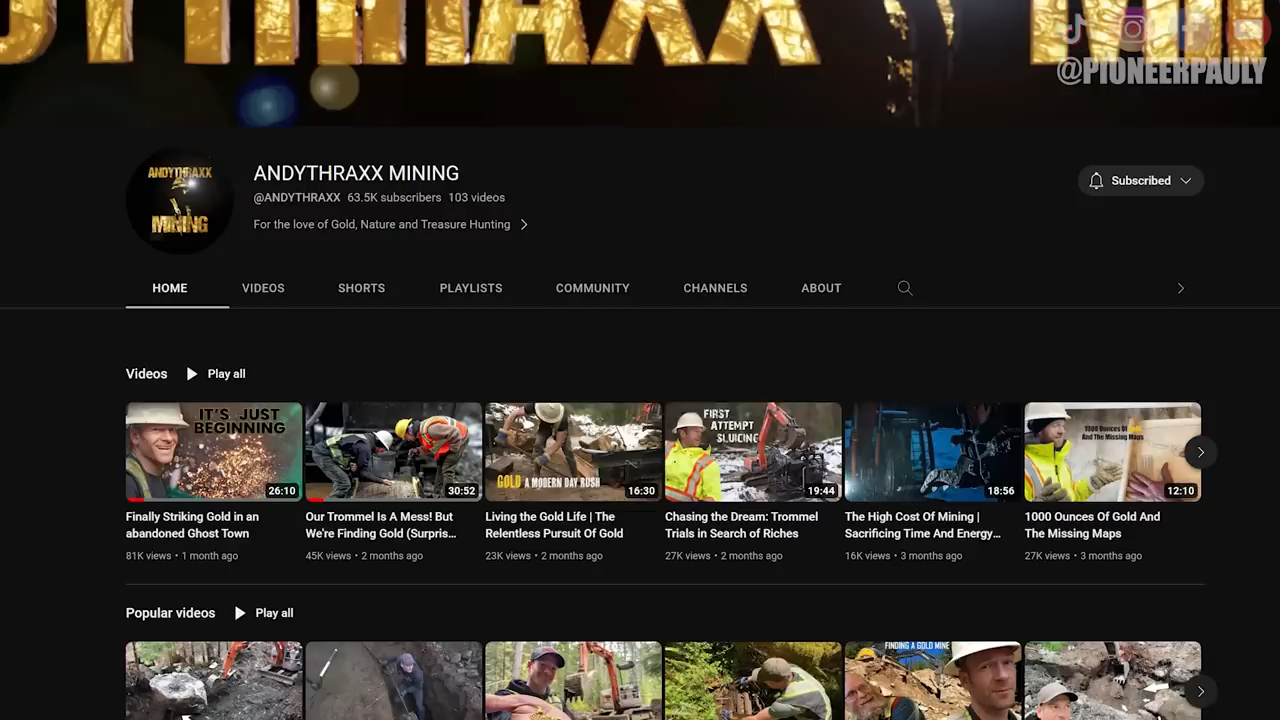 @PIONEERPAULY
ANDYTHRAXX
MINING
ANDYTHRAXX MINING
@ANDYTHRAXX 63.5K subscribers 103 videos
For the love of Gold, Nature and Treasure Hunting
Subscribed
HOME VIDEOS SHORTS PLAYLISTS COMMUNITY CHANNELS ABOUT
Videos Play all
IT'S JUST
BEGINNING
26:10
30:52
GOLD A MODERN DAY RUSH
16:30
FIRST
ATTEMPT
SLUICING
19:44
18:56
1000 Ounces Of Gold
And The Missing Maps
12:10
Finally Striking Gold in an
abandoned Ghost Town
81K views • 1 month ago
Our Trommel Is A Mess! But
We're Finding Gold (Surpris...
45K views • 2 months ago
Living the Gold Life | The
Relentless Pursuit Of Gold
23K views • 2 months ago
Chasing the Dream: Trommel
Trials in Search of Riches
27K views • 2 months ago
The High Cost Of Mining |
Sacrificing Time And Energy...
16K views • 3 months ago
1000 Ounces Of Gold And
The Missing Maps
27K views • 3 months ago
Popular videos Play all
FINDING A GOLD MINE